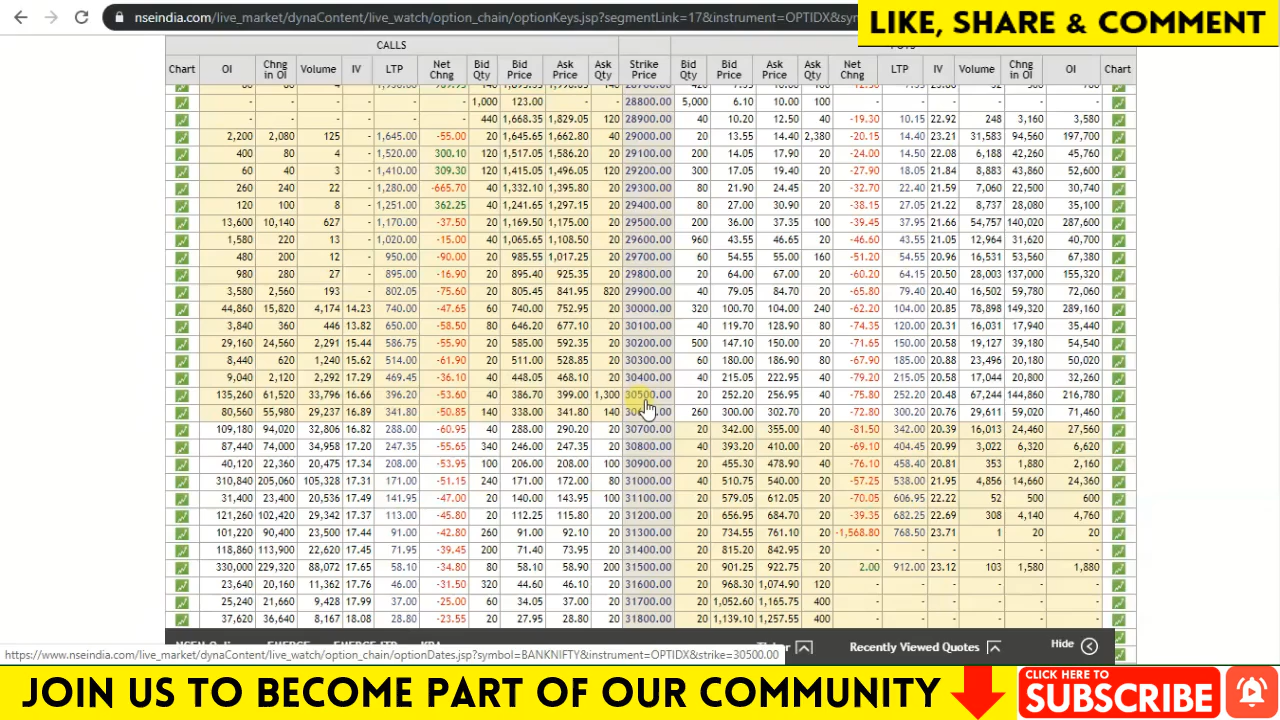 nseindia.com/live_market/dynaContent/live_watch/option_chain/optionKeys.jsp?segmentLink=17&instrument=OPTIDX&sy
LIKE, SHARE & COMMENT
CALLS
Chart OI Chng in OI Volume IV LTP Net Chng Bid Qty Bid Price Ask Price Ask Qty Strike Price Bid Qty Bid Price Ask Price Ask Qty Net Chng LTP IV Volume Chng in OI OI Chart
- - - - - - 1,000 123.00 - - 28800.00 5,000 6.10 10.00 100 - - - - - -
440 1,668.35 1,829.05 120 28900.00 40 10.20 12.50 40 -19.30 10.15 22.92 248 3,160 3,580
2,200 2,080 125 - 1,645.00 -55.00 20 1,645.65 1,662.80 40 29000.00 20 13.55 14.40 2,380 -20.15 14.40 23.21 31,583 94,560 197,700
400 80 4 - 1,520.00 300.10 120 1,517.05 1,586.20 20 29100.00 200 14.05 17.90 20 -24.00 14.50 22.08 6,188 42,260 45,760
60 40 3 - 1,410.00 309.30 120 1,415.05 1,496.05 120 29200.00 300 17.05 19.40 20 -27.90 18.05 21.84 8,883 43,860 52,600
260 240 22 - 1,280.00 -665.70 40 1,332.10 1,395.80 20 29300.00 80 21.90 24.45 20 -32.70 22.40 21.59 7,060 22,500 30,740
120 100 8 - 1,251.00 362.25 40 1,241.65 1,297.15 20 29400.00 80 27.00 30.90 20 -38.15 27.05 21.22 8,737 28,080 35,100
13,600 10,140 627 - 1,170.00 -37.50 20 1,169.50 1,175.00 20 29500.00 200 36.00 37.35 100 -39.45 37.95 21.66 54,757 140,020 287,600
1,580 220 13 - 1,020.00 -15.00 40 1,065.65 1,108.50 20 29600.00 960 43.55 46.65 20 -46.60 43.55 21.05 12,964 31,620 40,700
480 200 12 - 950.00 -90.00 20 985.55 1,017.25 20 29700.00 60 54.55 55.00 160 -51.20 54.55 20.96 16,531 53,560 67,380
980 280 27 - 895.00 -16.90 20 895.40 925.35 20 29800.00 20 64.00 67.00 20 -60.20 64.15 20.50 28,003 137,000 155,320
3,580 2,560 193 - 802.05 -75.60 20 805.45 841.95 820 29900.00 40 79.05 84.70 20 -65.80 79.40 20.40 16,502 59,780 72,060
44,860 15,820 4,174 14.23 740.00 -47.65 60 740.00 752.95 20 30000.00 320 100.70 104.00 240 -62.20 104.00 20.85 78,898 149,320 289,160
3,840 360 446 13.82 650.00 -58.50 80 646.20 677.10 20 30100.00 40 119.70 128.90 80 -74.35 120.00 20.31 16,031 17,940 35,440
29,160 24,560 2,291 15.44 586.75 -55.90 20 585.00 592.35 20 30200.00 500 147.10 150.00 20 -71.65 150.00 20.58 19,127 39,180 54,540
8,440 620 1,240 15.62 514.00 -61.90 20 511.00 528.85 20 30300.00 60 180.00 186.90 80 -67.90 185.00 20.88 23,496 20,180 50,020
9,040 2,120 2,292 17.29 469.45 -36.10 40 448.05 468.10 20 30400.00 40 215.05 222.95 40 -79.20 215.05 20.58 17,044 20,800 32,260
135,260 61,520 33,796 16.66 396.20 -53.60 40 386.70 399.00 1,300 30500.00 20 252.20 256.95 40 -75.80 252.20 20.48 67,244 144,860 216,780
80,560 55,980 29,237 16.89 341.80 -50.85 140 338.00 341.80 140 260 300.00 302.70 20 -72.80 300.20 20.76 29,611 59,020 71,460
109,180 94,020 32,806 16.82 288.00 -60.95 40 288.00 290.20 20 30700.00 20 342.00 355.00 40 -81.50 342.00 20.39 16,013 24,460 27,560
87,440 74,000 34,958 17.20 247.35 -55.65 340 246.00 247.35 20 30800.00 40 393.20 410.00 20 -69.10 404.45 20.99 3,022 6,320 6,620
40,120 22,360 20,475 17.34 208.00 -53.95 100 206.00 208.00 100 30900.00 20 455.30 478.90 40 -76.10 458.40 20.81 353 1,880 2,160
310,840 205,060 105,328 17.31 171.00 -51.15 240 171.00 172.00 80 31000.00 20 510.75 540.00 20 -57.25 538.00 21.95 4,856 14,660 24,360
31,400 23,400 20,536 17.49 141.95 -47.00 20 140.00 143.95 100 31100.00 20 579.05 612.05 20 -70.05 606.95 22.22 52 500 600
121,260 102,420 29,342 17.37 113.00 -45.80 20 112.25 115.80 20 31200.00 20 656.95 684.70 20 -39.35 682.25 22.69 308 4,140 4,760
101,220 90,400 23,500 17.44 91.00 -42.80 260 91.00 92.10 20 31300.00 20 734.55 761.10 20 -1,568.80 768.50 23.71 1 20 20
118,860 113,900 22,620 17.45 71.95 -39.45 200 71.40 73.95 20 31400.00 20 815.20 842.95 20 - - - - - -
330,000 229,320 88,072 17.65 58.10 -34.80 80 58.10 58.90 200 31500.00 20 901.25 922.75 20 2.00 912.00 23.12 103 1,580 1,880
23,640 20,160 11,362 17.76 46.00 -31.50 320 44.60 46.10 20 31600.00 20 968.30 1,074.90 120 - - - - - -
25,240 21,660 9,428 17.99 37.00 -25.00 60 34.05 37.00 20 31700.00 20 1,052.60 1,165.75 400 - - - - - -
37,620 36,640 8,167 18.08 28.80 -23.55 20 27.95 28.80 20 31800.00 20 1,139.10 1,257.55 400 - - - - - -
Recently Viewed Quotes Hide
https://www.nseindia.com/live_market/dynaContent/live_watch/option_chain/optionDates.jsp?symbol=BANKNIFTY&instrument=OPTIDX&strike=30500.00
JOIN US TO BECOME PART OF OUR COMMUNITY
CLICK HERE TO
SUBSCRIBE